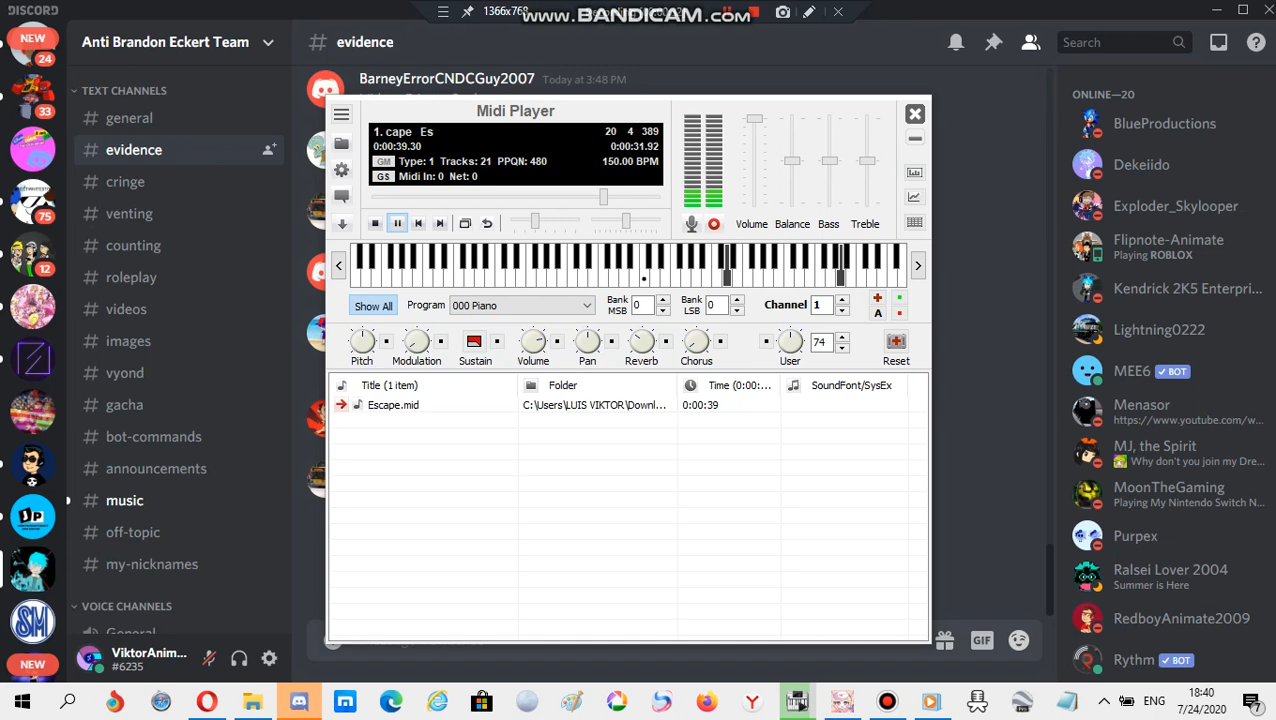 DISCORD
1366x768
www.BANDICAM.com
NEW
24
33
75
12
JP
SM
NEW
Anti Brandon Eckert Team
TEXT CHANNELS
# general
# evidence
# cringe
# venting
# counting
# roleplay
# videos
# images
# vyond
# gacha
# bot-commands
# announcements
# music
# off-topic
# my-nicknames
VOICE CHANNELS
General
ViktorAnim...
#6235
# evidence
Search
BarneyErrorCNDCGuy2007 Today at 3:48 PM
Midi Player
1. cape Es 20 4 389
0:00:39.30 0:00:31.92
GM Type: 1 Tracks: 21 PPQN: 480 150.00 BPM
GS Midi In: 0 Net: 0
Volume Balance Bass Treble
Show All Program 000 Piano Bank MSB 0 Bank LSB 0 Channel 1
A
Pitch Modulation Sustain Volume Pan Reverb Chorus User 74 Reset
Title (1 item) Folder Time (0:00:... SoundFont/SysEx
Escape.mid C:\Users\LUIS VIKTOR\Downl... 0:00:39
GIF
ONLINE—20
BlueProductions
Dekeiido
Exploder_Skylooper
Flipnote-Animate
Playing ROBLOX
Kendrick 2K5 Enterpri...
Lightning0222
MEE6 ✓ BOT
Menasor
https://www.youtube.com/w...
MJ, the Spirit
Why don't you join my Dre...
MoonTheGaming
Playing My Nintendo Switch N...
Purpex
Ralsei Lover 2004
Summer is Here
RedboyAnimate2009
Rythm ✓ BOT
ENG
18:40
7/24/2020
7